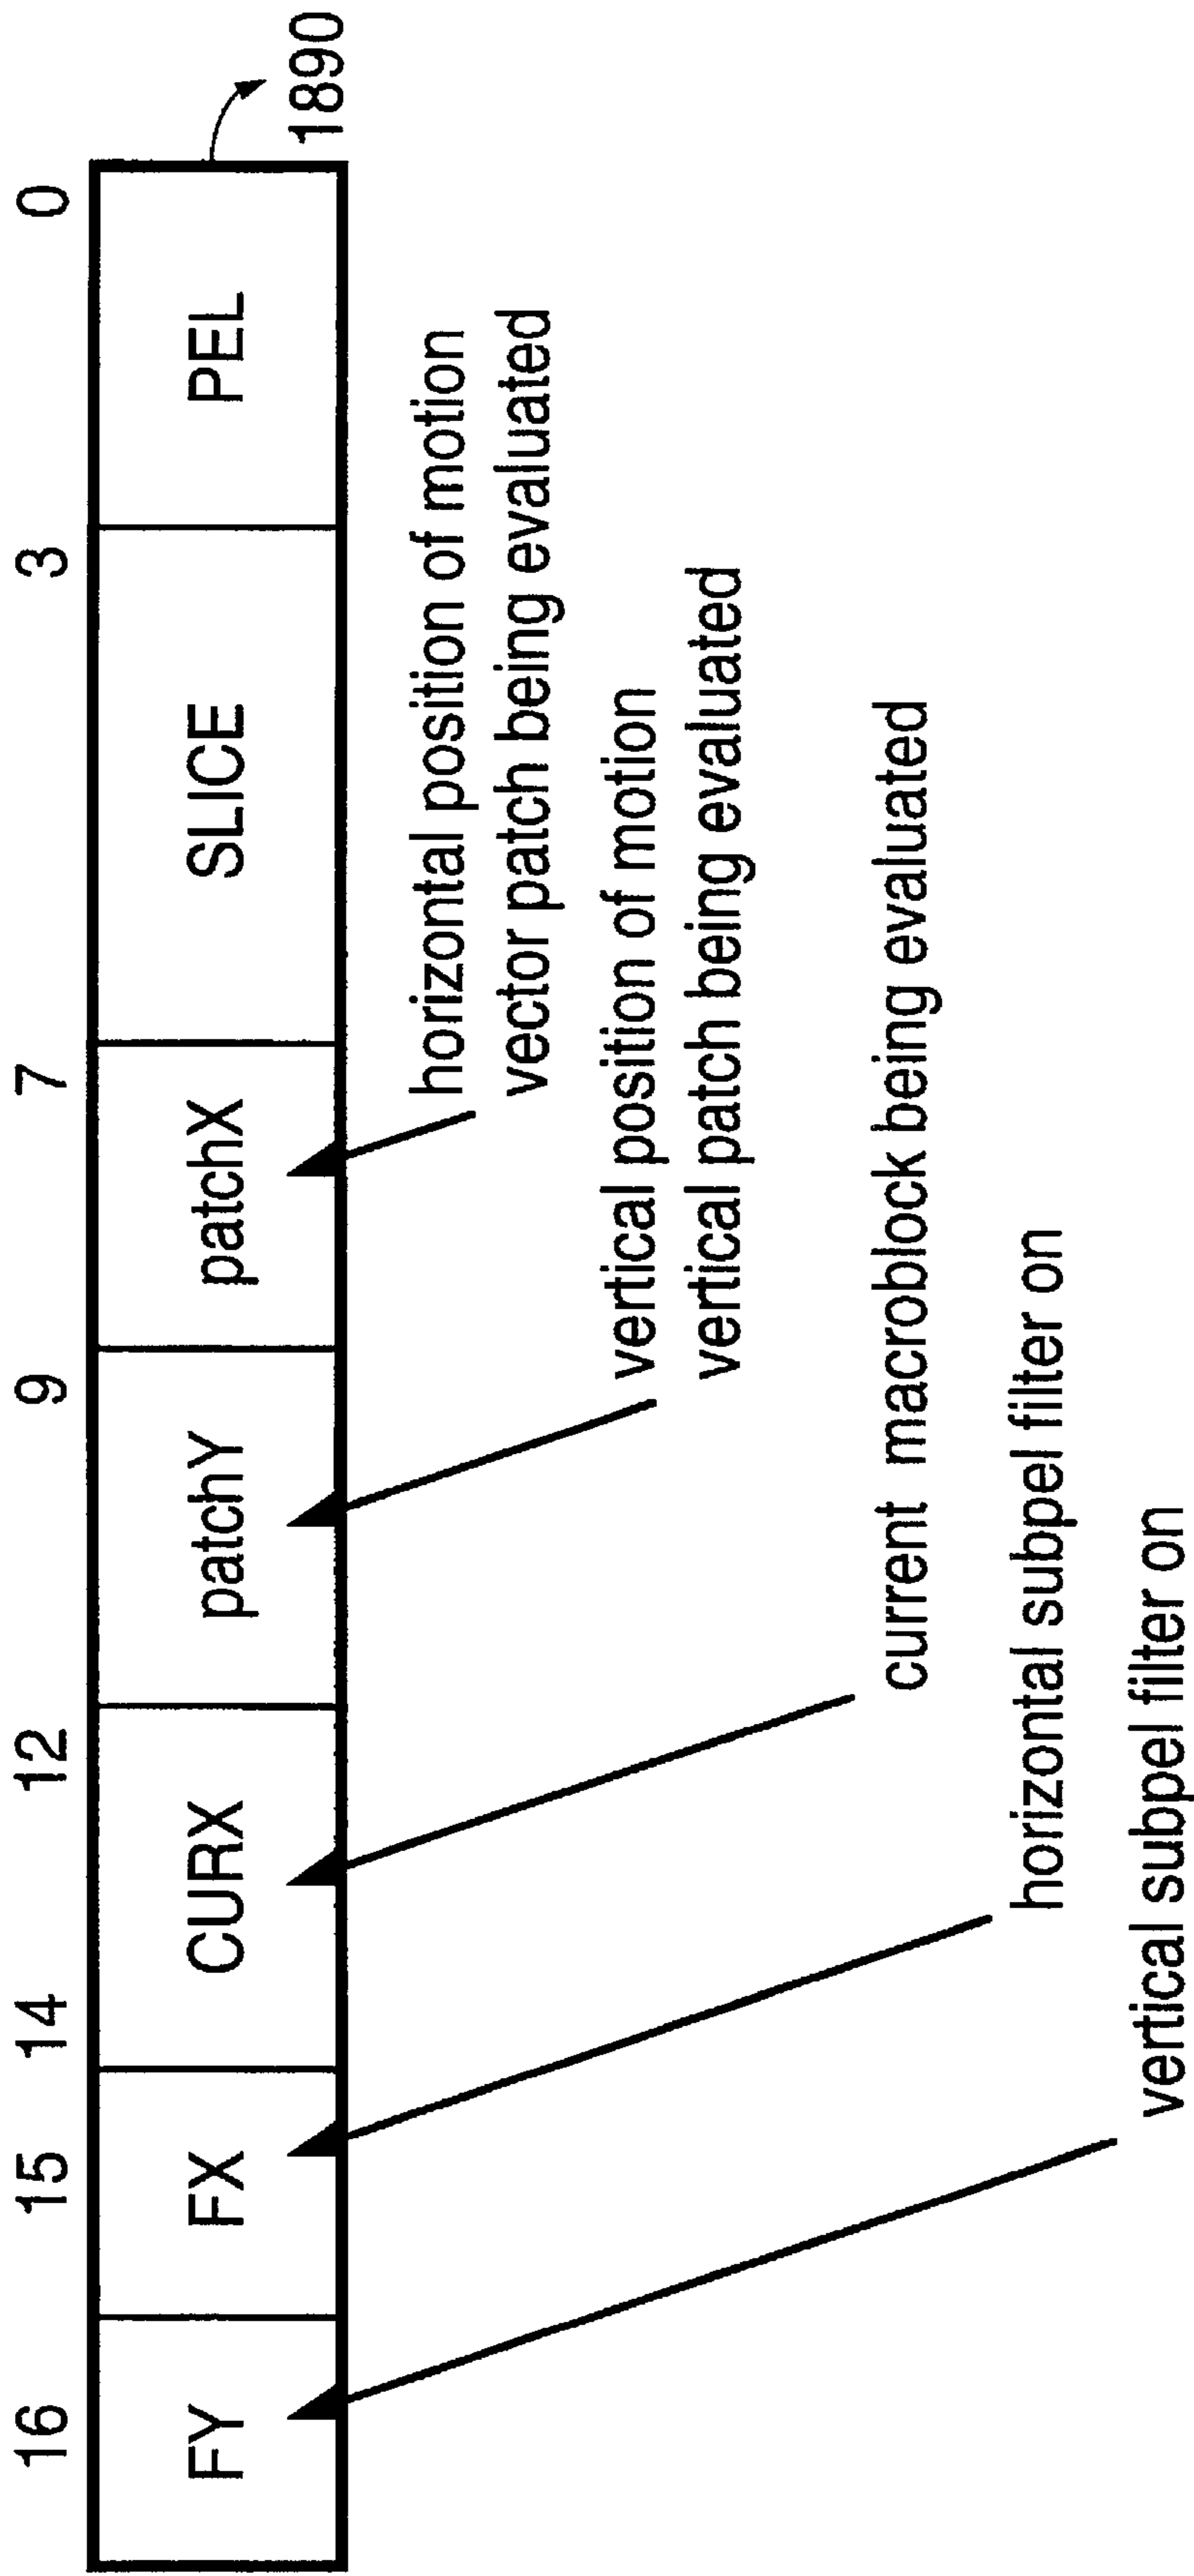 16 15 14 12 9 7 3 0
FY FX CURX patchY patchX SLICE PEL
1890
horizontal position of motion
vector patch being evaluated
vertical position of motion
vertical patch being evaluated
current macroblock being evaluated
horizontal subpel filter on
vertical subpel filter on